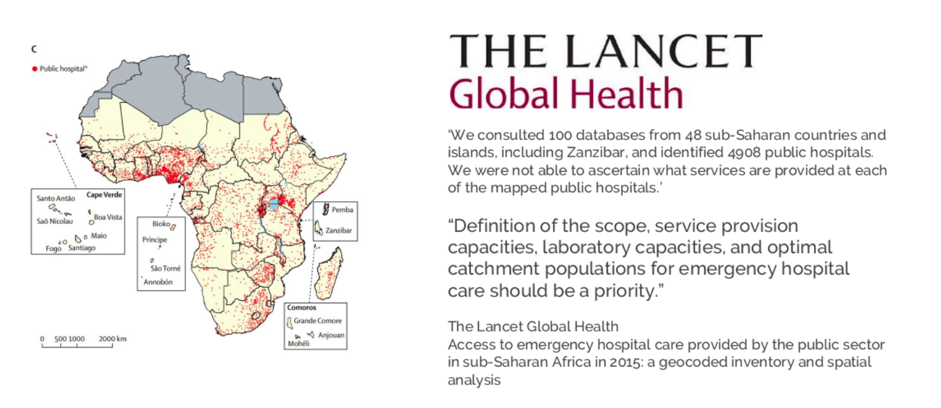 C
Public hospital*
Cape Verde
Santo Antão
Saõ Nicolau
Boa Vista
Maio
Fogo
Santiago
Bioko
Príncipe
São Tomé
Annobón
Pemba
Zanzibar
Comoros
Grande Comore
Anjouan
Mohéli
0 500 1000 2000 km
THE LANCET
Global Health
‘We consulted 100 databases from 48 sub-Saharan countries and
islands, including Zanzibar, and identified 4908 public hospitals.
We were not able to ascertain what services are provided at each
of the mapped public hospitals.’
“Definition of the scope, service provision
capacities, laboratory capacities, and optimal
catchment populations for emergency hospital
care should be a priority.”
The Lancet Global Health
Access to emergency hospital care provided by the public sector
in sub-Saharan Africa in 2015: a geocoded inventory and spatial
analysis